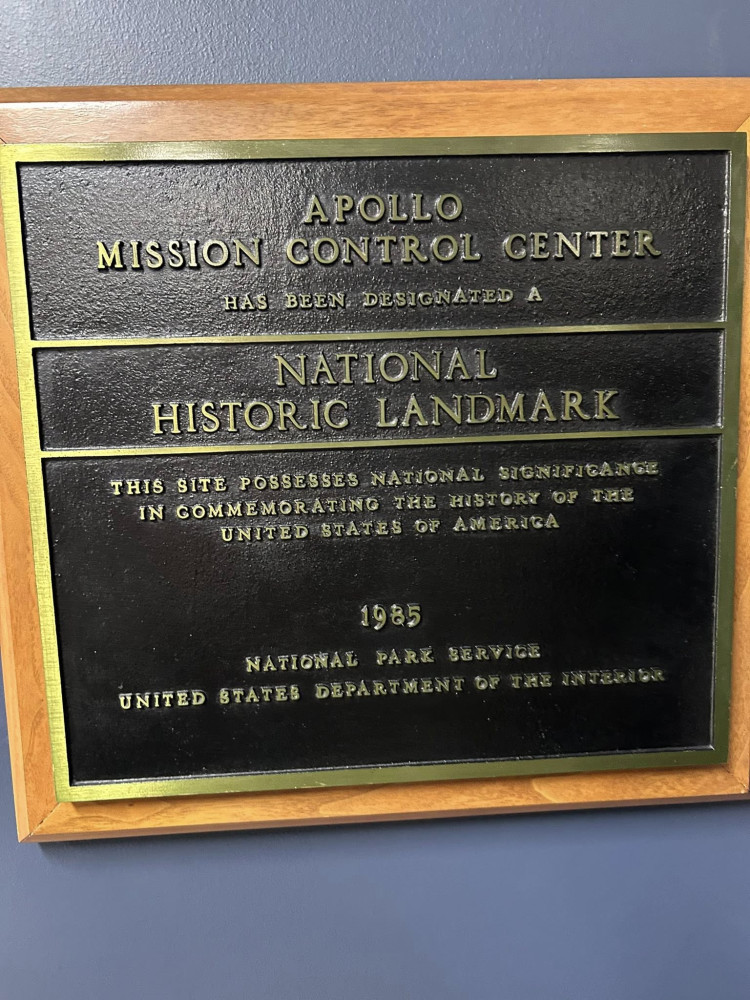 APOLLO
MISSION CONTROL CENTER
HAS BEEN DESIGNATED A
NATIONAL
HISTORIC LANDMARK
THIS SITE POSSESSES NATIONAL SIGNIFICANCE
IN COMMEMORATING THE HISTORY OF THE
UNITED STATES OF AMERICA
1985
NATIONAL PARK SERVICE
UNITED STATES DEPARTMENT OF THE INTERIOR